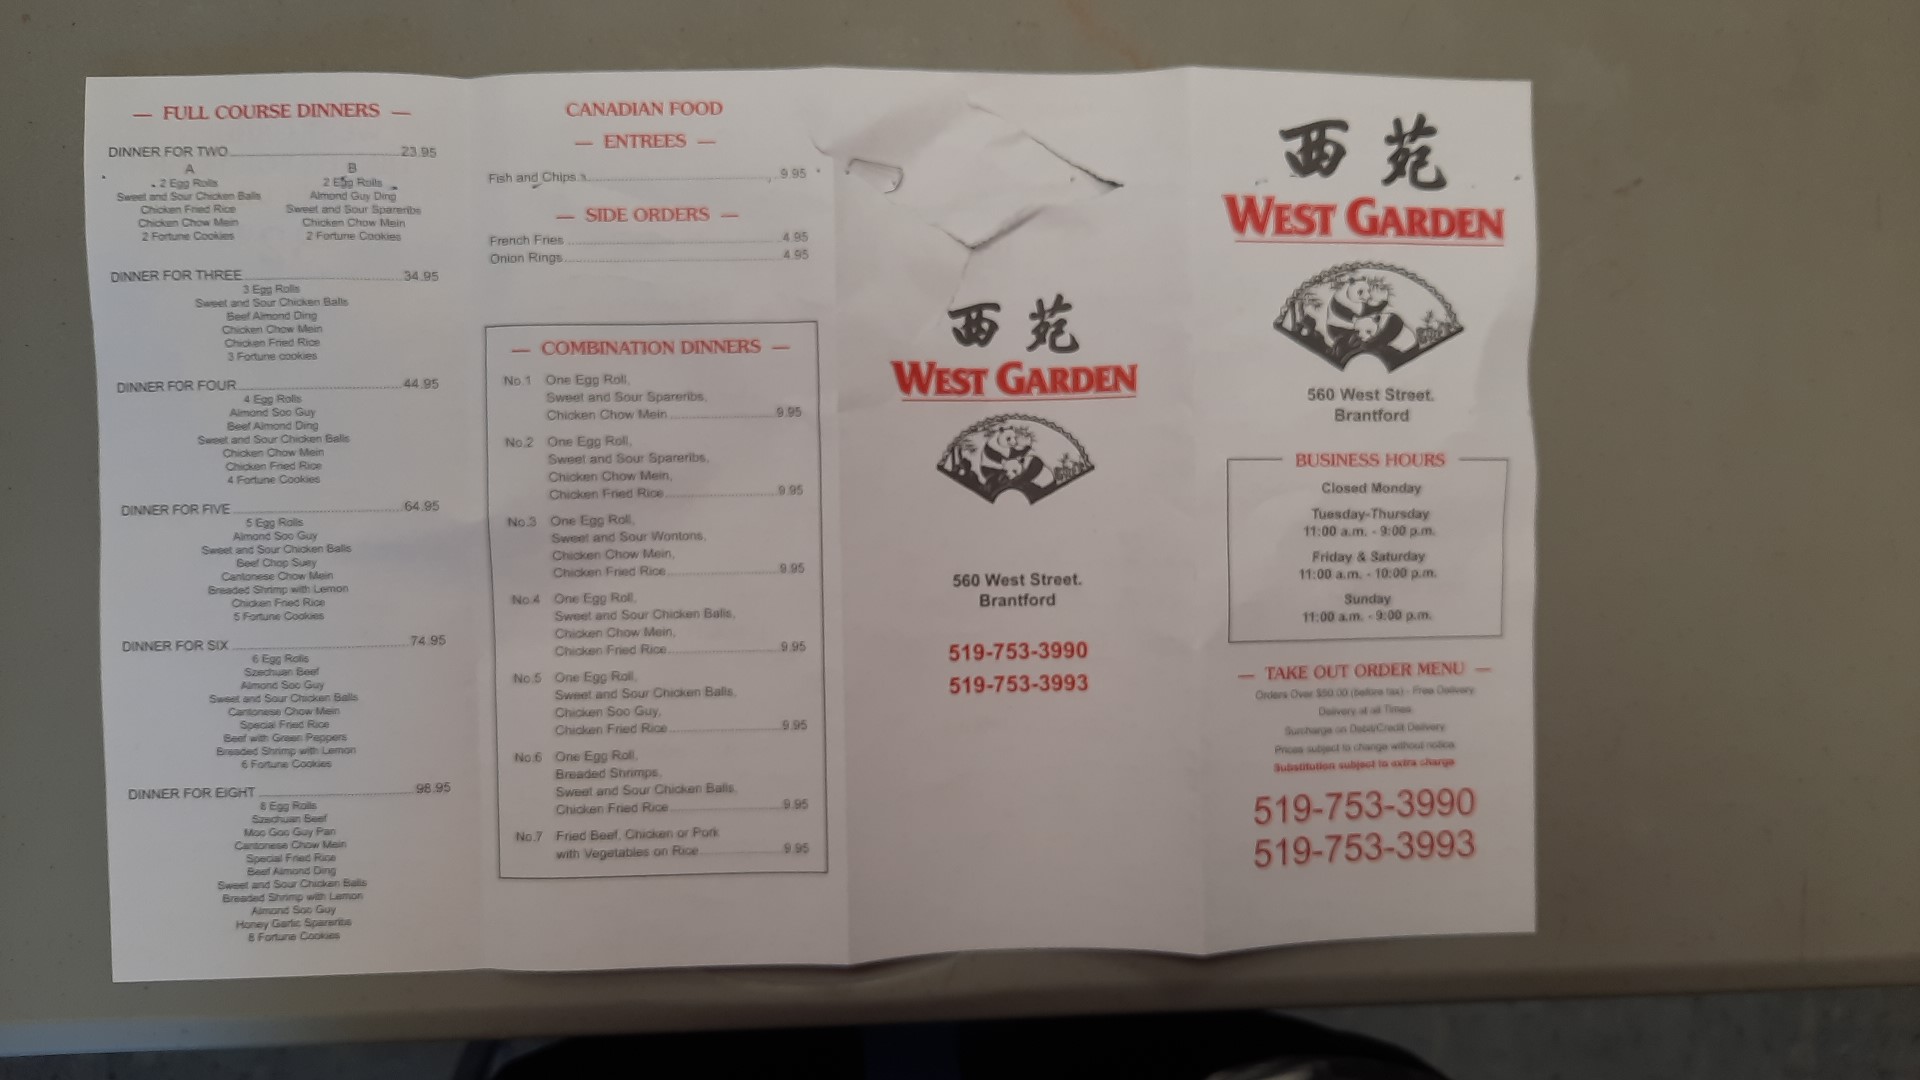 — FULL COURSE DINNERS —
DINNER FOR TWO 23.95
A
2 Egg Rolls
Sweet and Sour Chicken Balls
Chicken Fried Rice
Chicken Chow Mein
2 Fortune Cookies
B
2 Egg Rolls
Almond Guy Ding
Sweet and Sour Spareribs
Chicken Chow Mein
2 Fortune Cookies
DINNER FOR THREE 34.95
3 Egg Rolls
Sweet and Sour Chicken Balls
Beef Almond Ding
Chicken Chow Mein
Chicken Fried Rice
3 Fortune cookies
DINNER FOR FOUR 44.95
4 Egg Rolls
Almond Soo Guy
Beef Almond Ding
Sweet and Sour Chicken Balls
Chicken Chow Mein
Chicken Fried Rice
4 Fortune Cookies
DINNER FOR FIVE 64.95
5 Egg Rolls
Almond Soo Guy
Sweet and Sour Chicken Balls
Beef Chop Suey
Cantonese Chow Mein
Breaded Shrimp with Lemon
Chicken Fried Rice
5 Fortune Cookies
DINNER FOR SIX 74.95
6 Egg Rolls
Szechuan Beef
Almond Soo Guy
Sweet and Sour Chicken Balls
Cantonese Chow Mein
Special Fried Rice
Beef with Green Peppers
Breaded Shrimp with Lemon
6 Fortune Cookies
DINNER FOR EIGHT 98.95
8 Egg Rolls
Szechuan Beef
Moo Goo Guy Pan
Cantonese Chow Mein
Special Fried Rice
Beef Almond Ding
Sweet and Sour Chicken Balls
Breaded Shrimp with Lemon
Almond Soo Guy
Honey Garlic Spareribs
8 Fortune Cookies
CANADIAN FOOD
— ENTREES —
Fish and Chips 9.95
— SIDE ORDERS —
French Fries 4.95
Onion Rings 4.95
— COMBINATION DINNERS —
No.1 One Egg Roll,
Sweet and Sour Spareribs,
Chicken Chow Mein 9.95
No.2 One Egg Roll,
Sweet and Sour Spareribs,
Chicken Chow Mein,
Chicken Fried Rice 9.95
No.3 One Egg Roll,
Sweet and Sour Wontons,
Chicken Chow Mein,
Chicken Fried Rice 9.95
No.4 One Egg Roll,
Sweet and Sour Chicken Balls,
Chicken Chow Mein,
Chicken Fried Rice 9.95
No.5 One Egg Roll,
Sweet and Sour Chicken Balls,
Chicken Soo Guy,
Chicken Fried Rice 9.95
No.6 One Egg Roll,
Breaded Shrimps,
Sweet and Sour Chicken Balls,
Chicken Fried Rice 9.95
No.7 Fried Beef, Chicken or Pork
with Vegetables on Rice 9.95
西苑
WEST GARDEN
560 West Street.
Brantford
519-753-3990
519-753-3993
西苑
WEST GARDEN
560 West Street.
Brantford
BUSINESS HOURS
Closed Monday
Tuesday-Thursday
11:00 a.m. - 9:00 p.m.
Friday & Saturday
11:00 a.m. - 10:00 p.m.
Sunday
11:00 a.m. - 9:00 p.m.
— TAKE OUT ORDER MENU —
Orders Over $50.00 (before tax) - Free Delivery
Delivery at all Times
Surcharge on Debit/Credit Delivery
Prices subject to change without notice
Substitution subject to extra charge
519-753-3990
519-753-3993